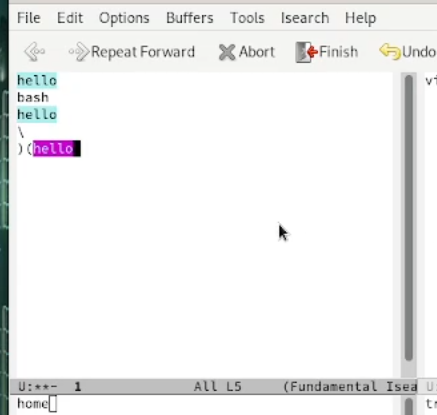 File Edit Options Buffers Tools Isearch Help
Repeat Forward Abort Finish Undo
hello
bash
hello
\
)(hello
U:**- 1 All L5 (Fundamental Isea
home